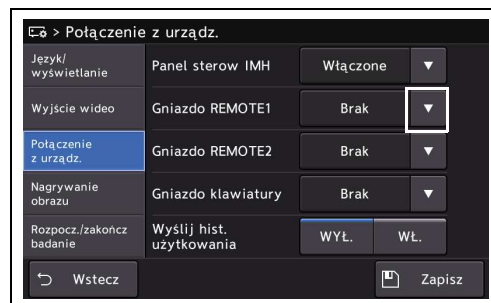 > Połączenie z urządz.
Język/
wyświetlanie
Panel sterow IMH
Włączone
Wyjście wideo
Gniazdo REMOTE1
Brak
Połączenie
z urządz.
Gniazdo REMOTE2
Brak
Nagrywanie
obrazu
Gniazdo klawiatury
Brak
Rozpocz./zakończ
badanie
Wyślij hist.
użytkowania
WYŁ.
WŁ.
Wstecz
Zapisz